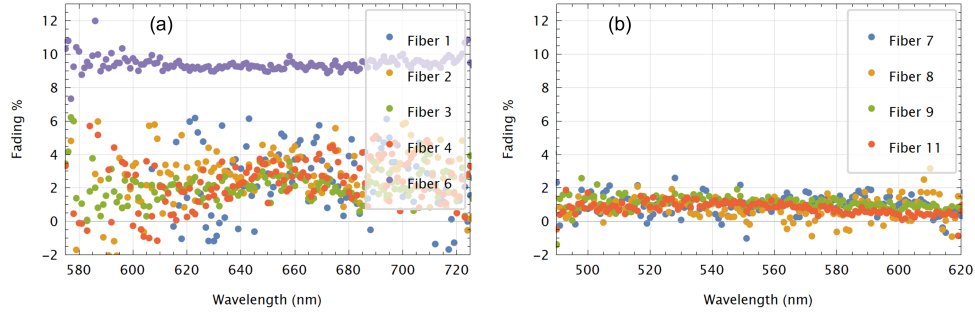 (a)
Fading %
12
10
8
6
4
2
0
−2
580
600
620
640
660
680
700
720
Wavelength (nm)
Fiber 1
Fiber 2
Fiber 3
Fiber 4
Fiber 6
(b)
Fading %
12
10
8
6
4
2
0
−2
500
520
540
560
580
600
620
Wavelength (nm)
Fiber 7
Fiber 8
Fiber 9
Fiber 11